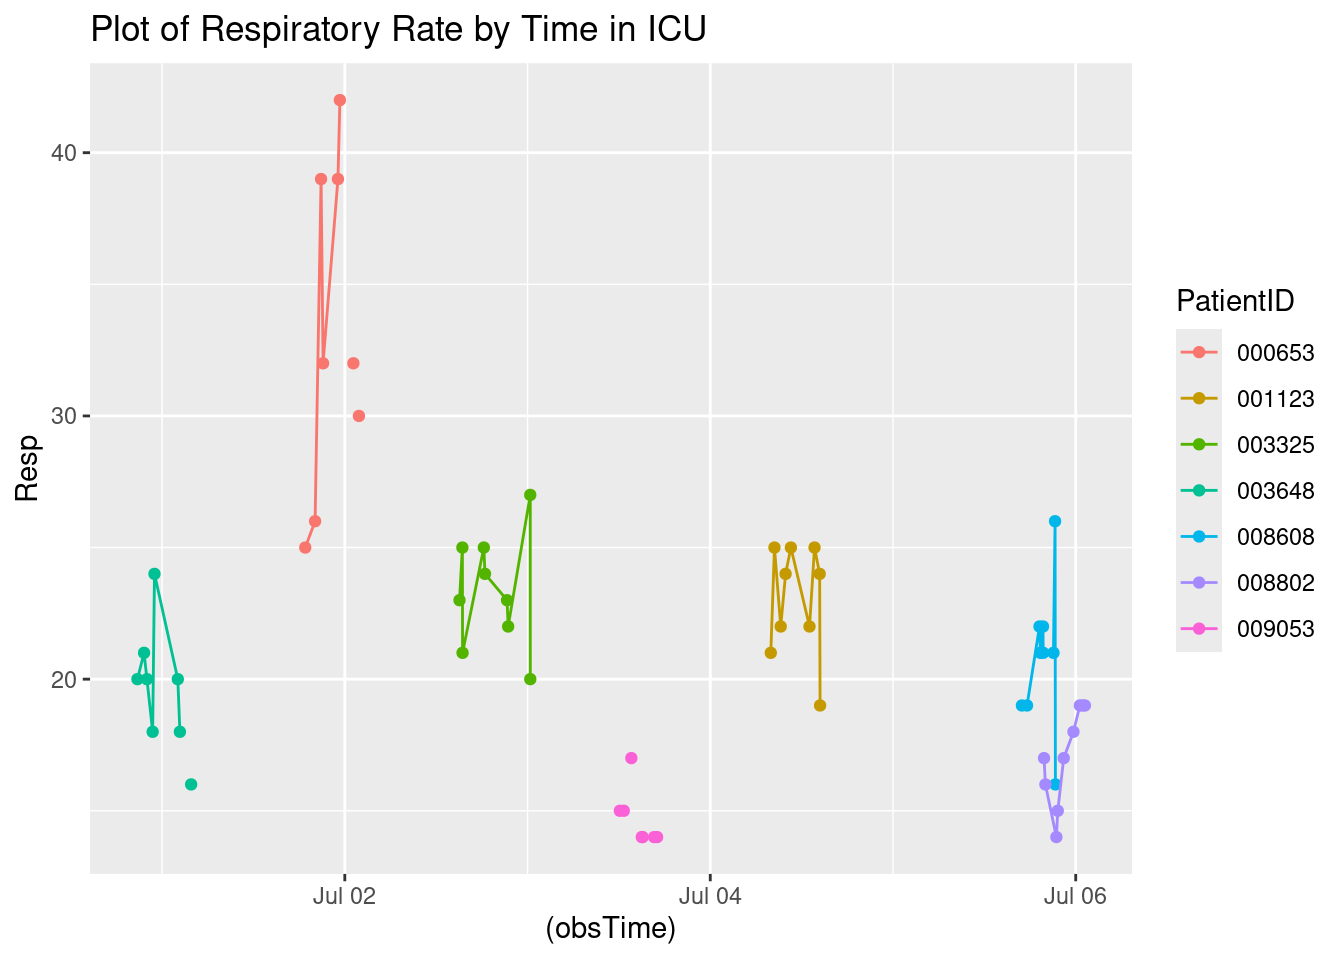 Plot of Respiratory Rate by Time in ICU
40
30
20
Resp
Jul 02
Jul 04
Jul 06
(obsTime)
PatientID
000653
001123
003325
003648
008608
008802
009053